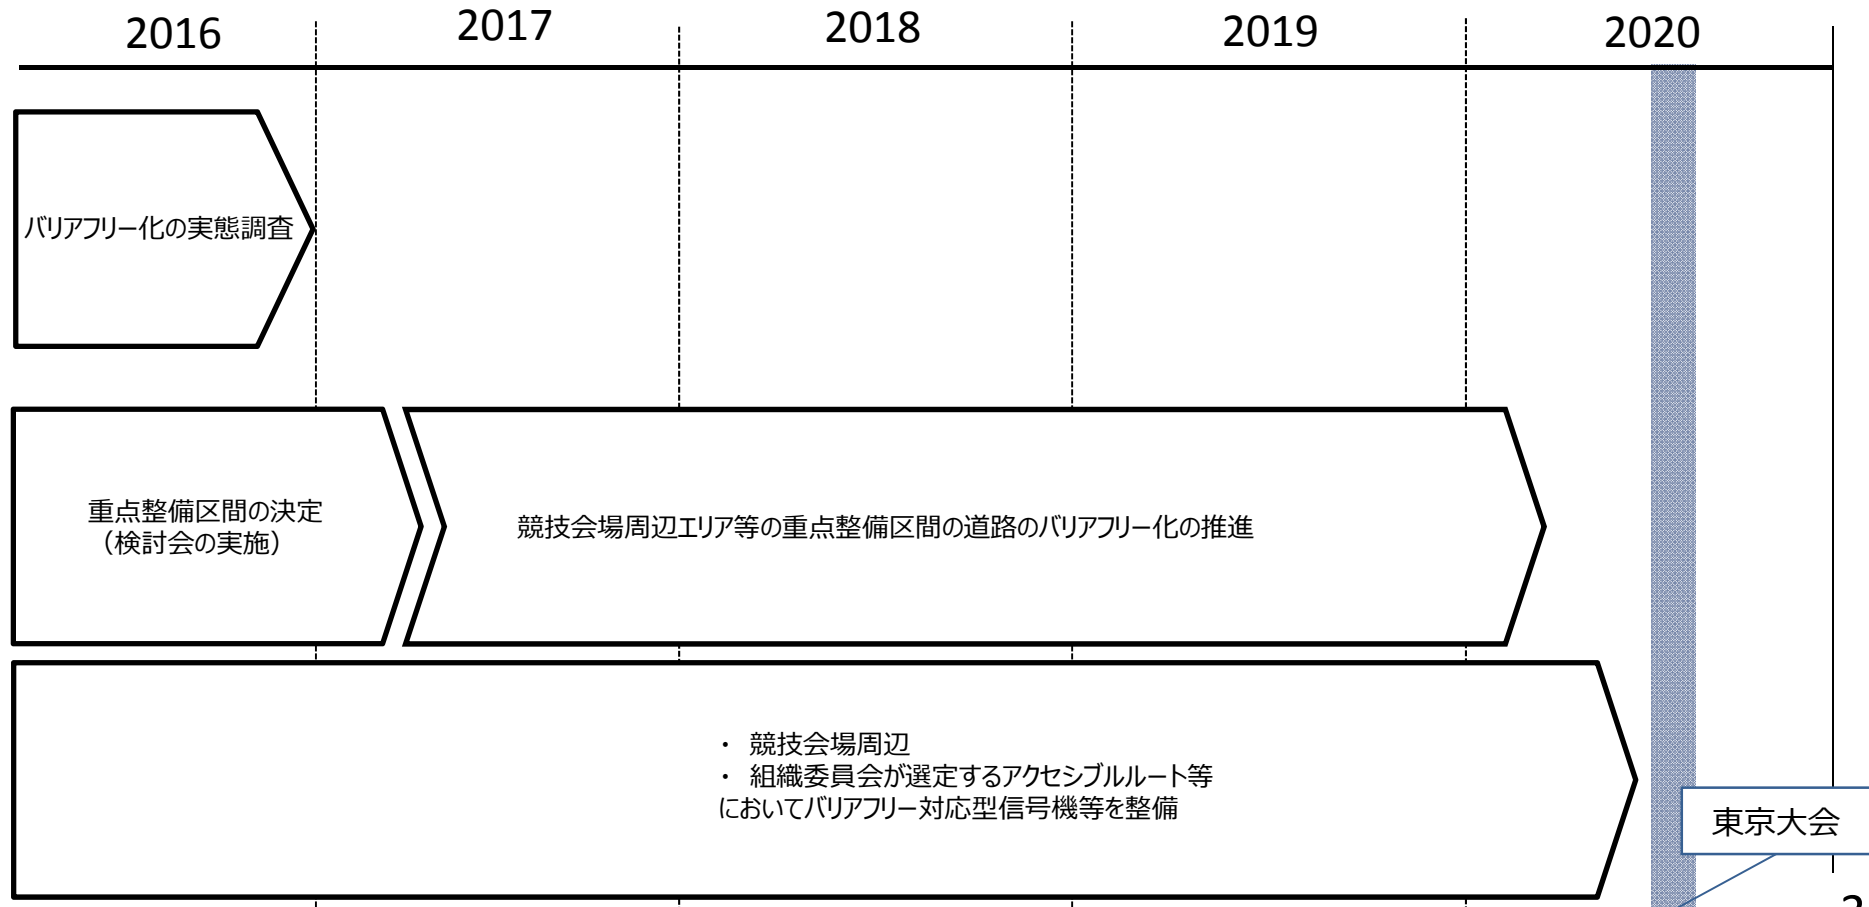 2016
2017
2018
2019
2020
バリアフリー化の実態調査
重点整備区間の決定
（検討会の実施）
競技会場周辺エリア等の重点整備区間の道路のバリアフリー化の推進
・ 競技会場周辺
・ 組織委員会が選定するアクセシブルルート等
においてバリアフリー対応型信号機等を整備
東京大会